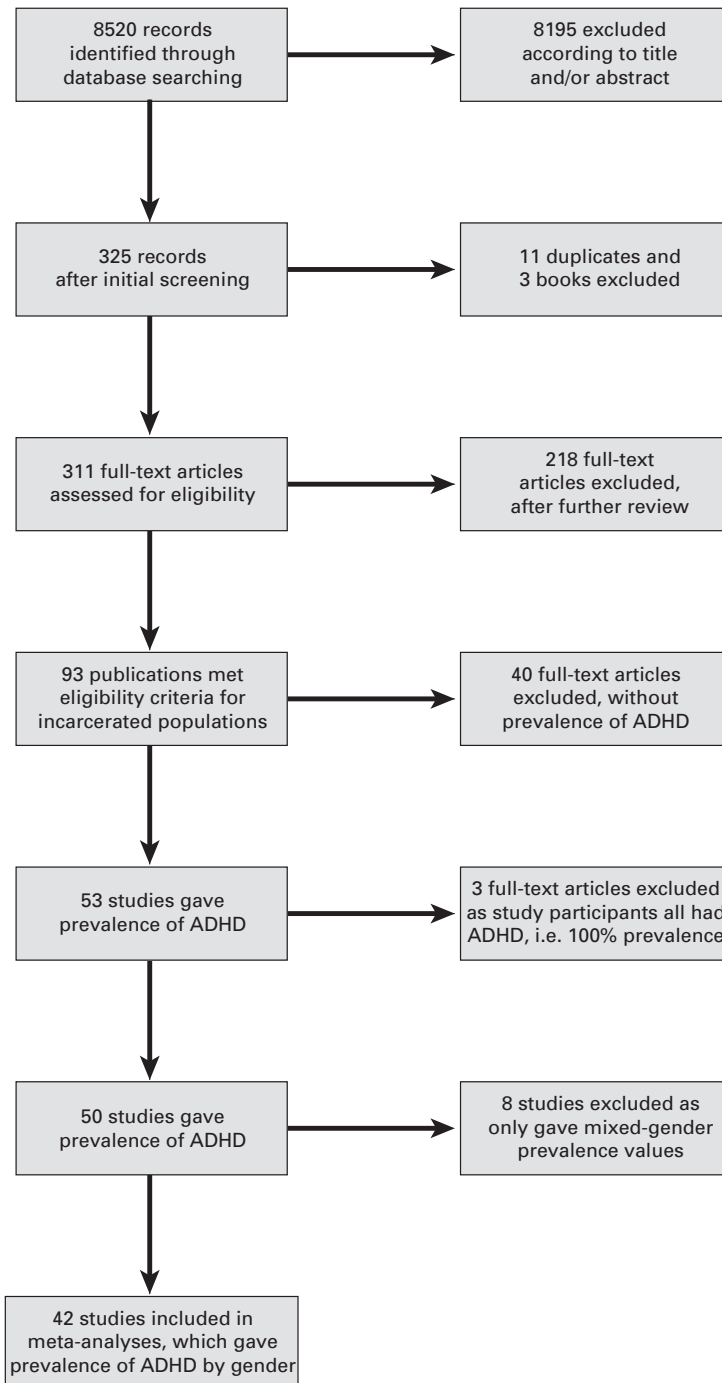 8520 records
identified through
database searching
8195 excluded
according to title
and/or abstract
325 records
after initial screening
11 duplicates and
3 books excluded
311 full-text articles
assessed for eligibility
218 full-text
articles excluded,
after further review
93 publications met
eligibility criteria for
incarcerated populations
40 full-text articles
excluded, without
prevalence of ADHD
53 studies gave
prevalence of ADHD
3 full-text articles excluded
as study participants all had
ADHD, i.e. 100% prevalence
50 studies gave
prevalence of ADHD
8 studies excluded as
only gave mixed-gender
prevalence values
42 studies included in
meta-analyses, which gave
prevalence of ADHD by gender